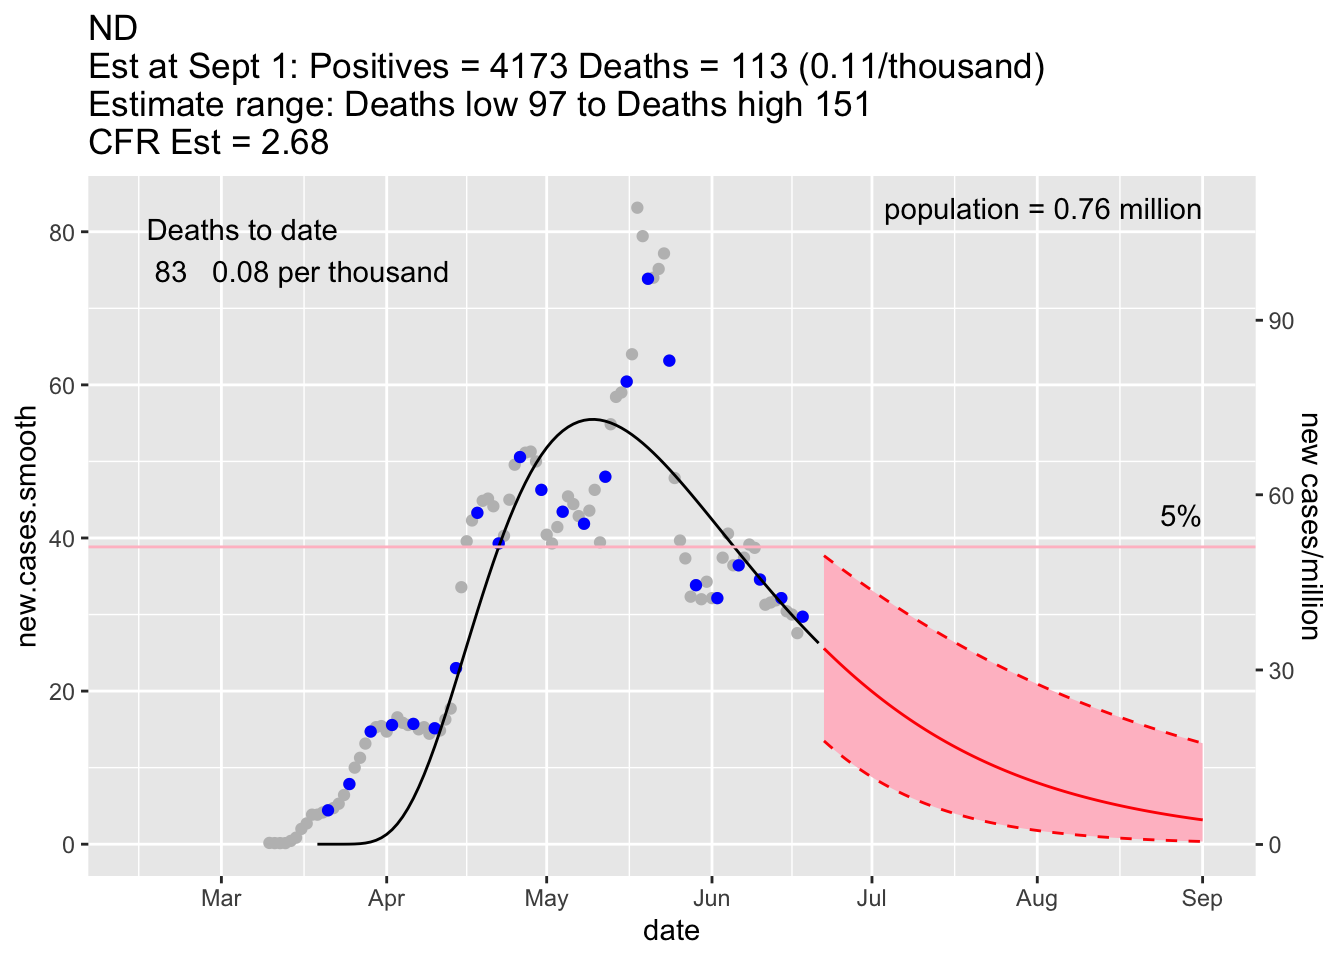 ND
Est at Sept 1: Positives = 4173 Deaths = 113 (0.11/thousand)
Estimate range: Deaths low 97 to Deaths high 151
CFR Est = 2.68
population = 0.76 million
Deaths to date
83 0.08 per thousand
5%
80
60
40
20
0
new.cases.smooth
90
60
30
0
new cases/million
Mar Apr May Jun Jul Aug Sep
date